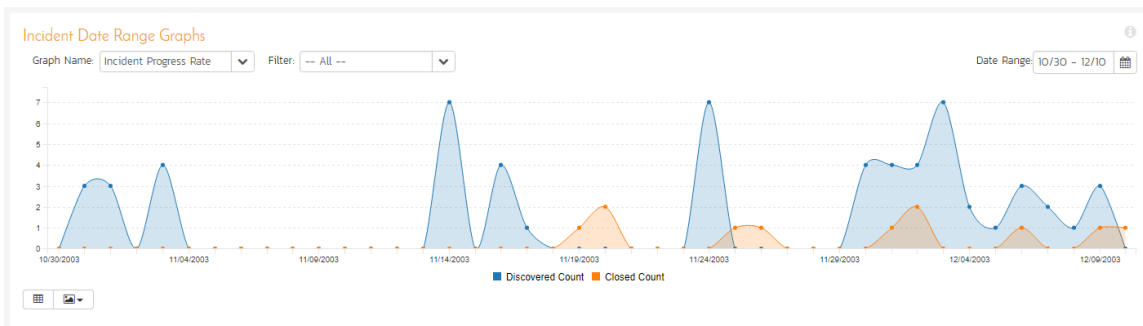 Incident Date Range Graphs
Graph Name: Incident Progress Rate Filter: -- All -- Date Range: 10/30 - 12/10
7
6
5
4
3
2
1
0
10/30/2003 11/04/2003 11/09/2003 11/14/2003 11/19/2003 11/24/2003 11/29/2003 12/04/2003 12/09/2003
Discovered Count Closed Count